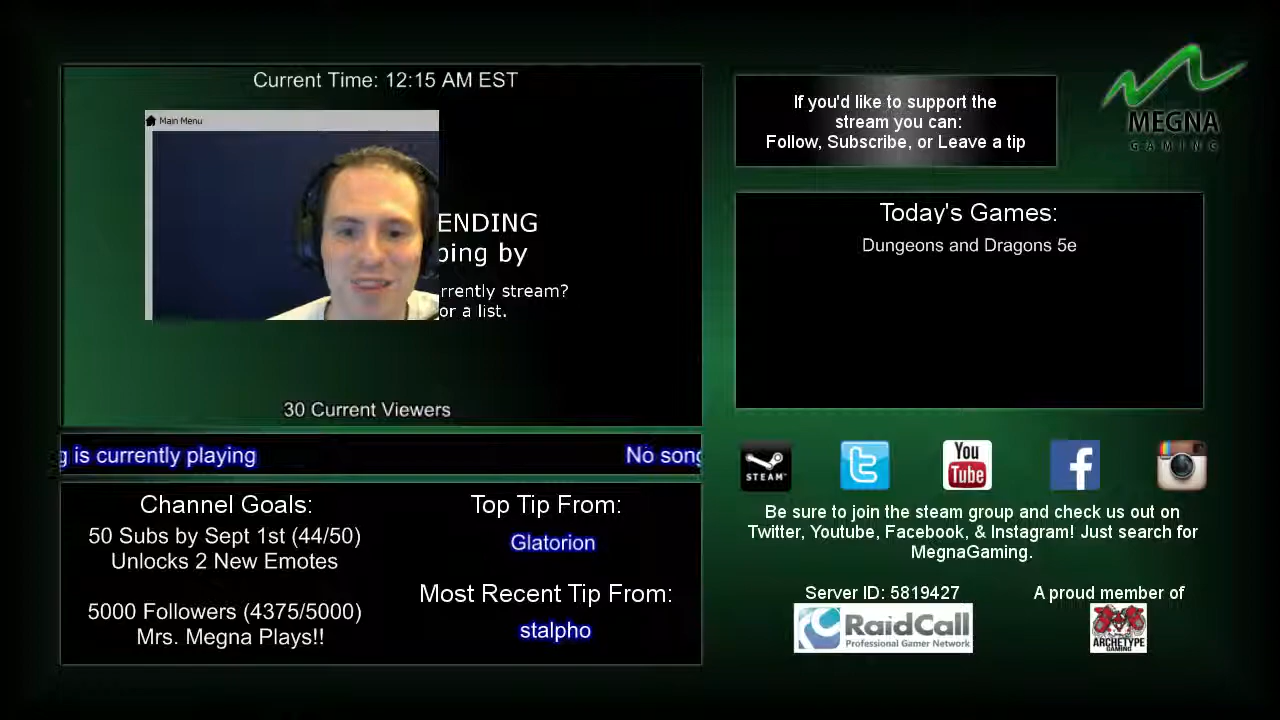 Current Time: 12:15 AM EST
Main Menu
ENDING
ping by
rrently stream?
or a list.
30 Current Viewers
g is currently playing
No song
Channel Goals:
50 Subs by Sept 1st (44/50)
Unlocks 2 New Emotes
5000 Followers (4375/5000)
Mrs. Megna Plays!!
Top Tip From:
Glatorion
Most Recent Tip From:
stalpho
If you'd like to support the
stream you can:
Follow, Subscribe, or Leave a tip
MEGNA
GAMING
Today's Games:
Dungeons and Dragons 5e
STEAM™
You
Tube
Be sure to join the steam group and check us out on
Twitter, Youtube, Facebook, & Instagram! Just search for
MegnaGaming.
Server ID: 5819427
RaidCall
Professional Gamer Network
A proud member of
ARCHETYPE
GAMING